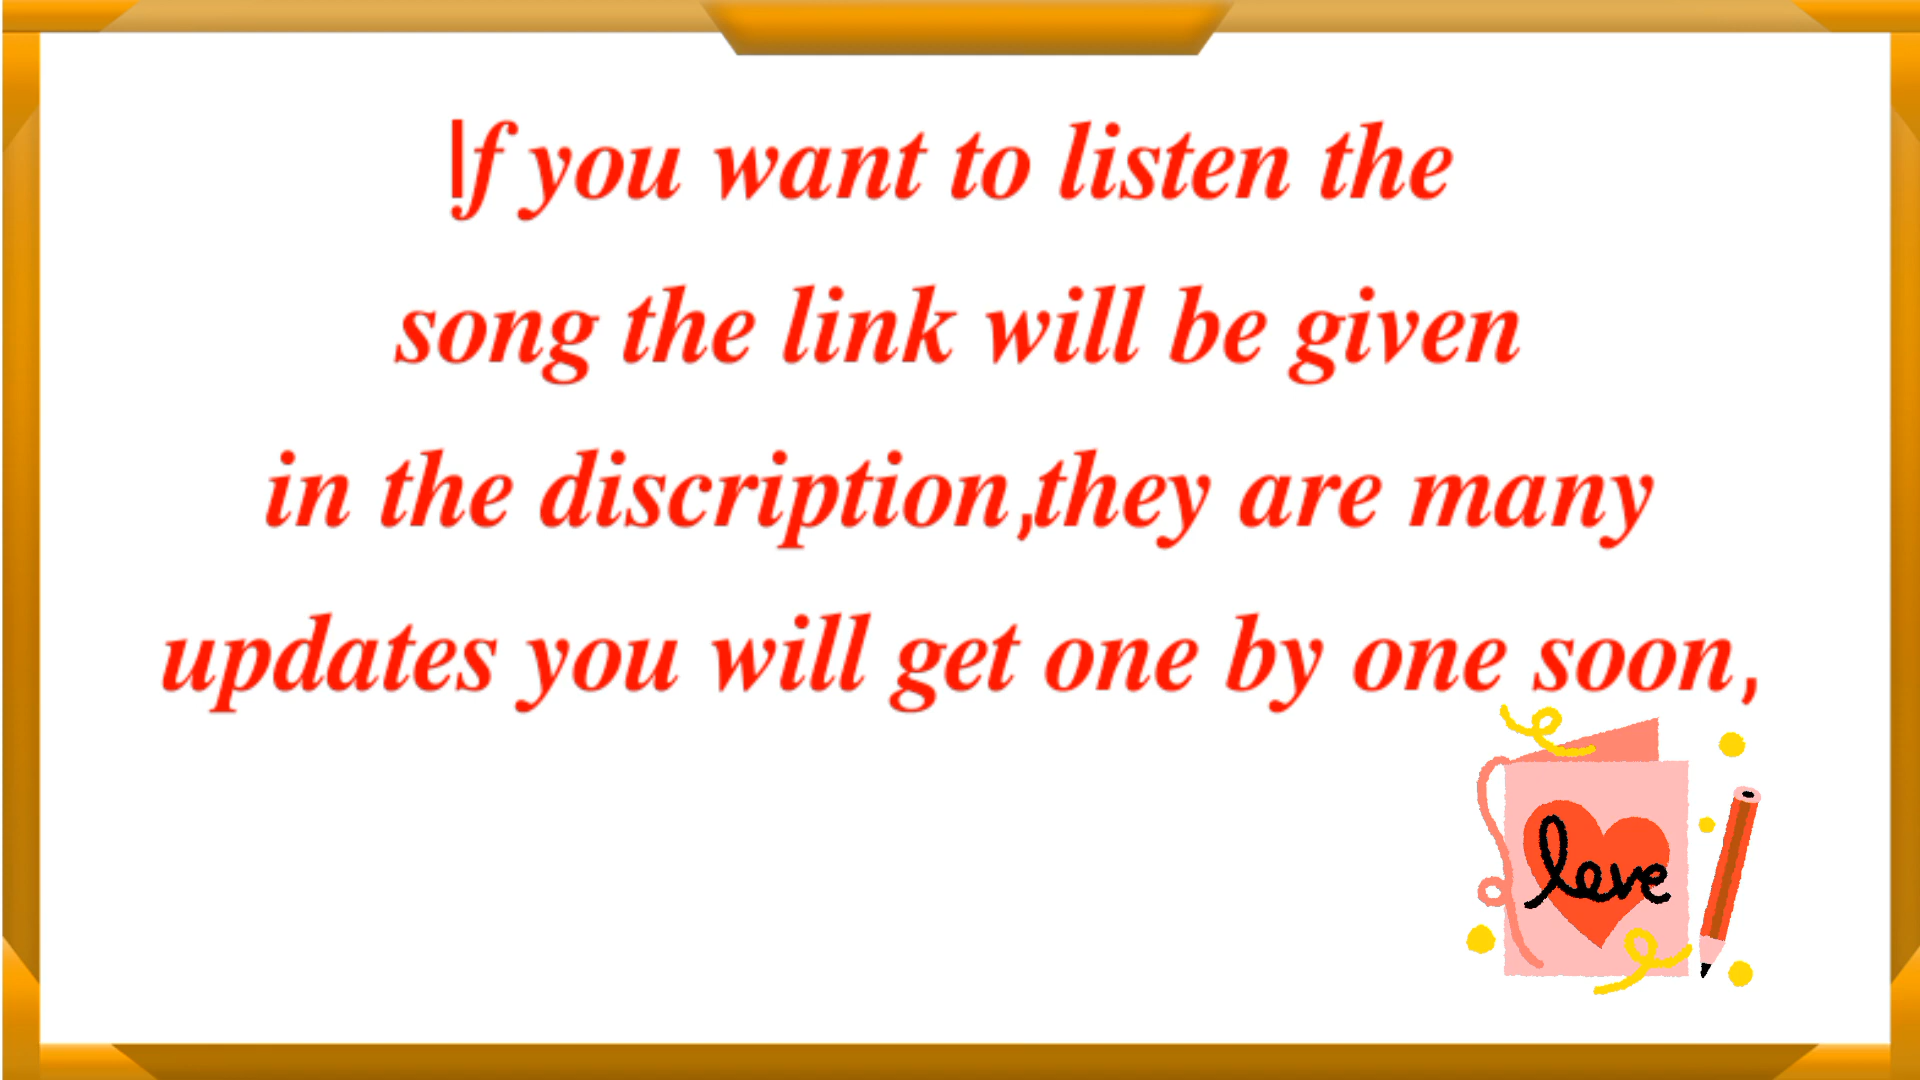 If you want to listen the
song the link will be given
in the discription,they are many
updates you will get one by one soon,
love